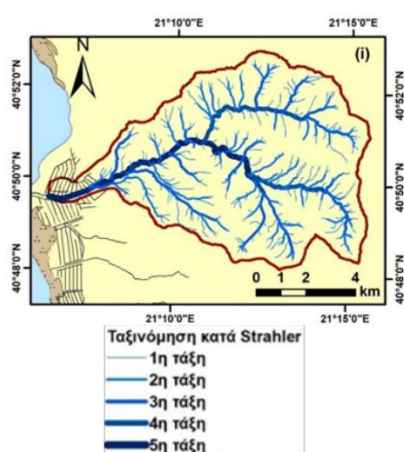 21°10'0"E 21°15'0"E
N
(i)
40°52'0"N 40°52'0"N
40°50'0"N 40°50'0"N
40°48'0"N 40°48'0"N
0 1 2 4
km
21°10'0"E 21°15'0"E
Ταξινόμηση κατά Strahler
1η τάξη
2η τάξη
3η τάξη
4η τάξη
5η τάξη